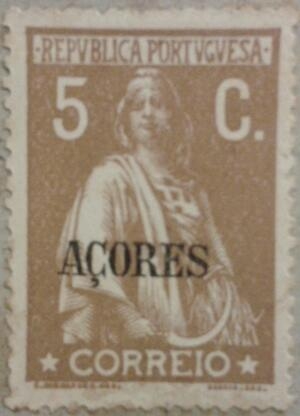 · REPVBLICA PORTVGVESA ·
5 C.
AÇORES
★ CORREIO ★